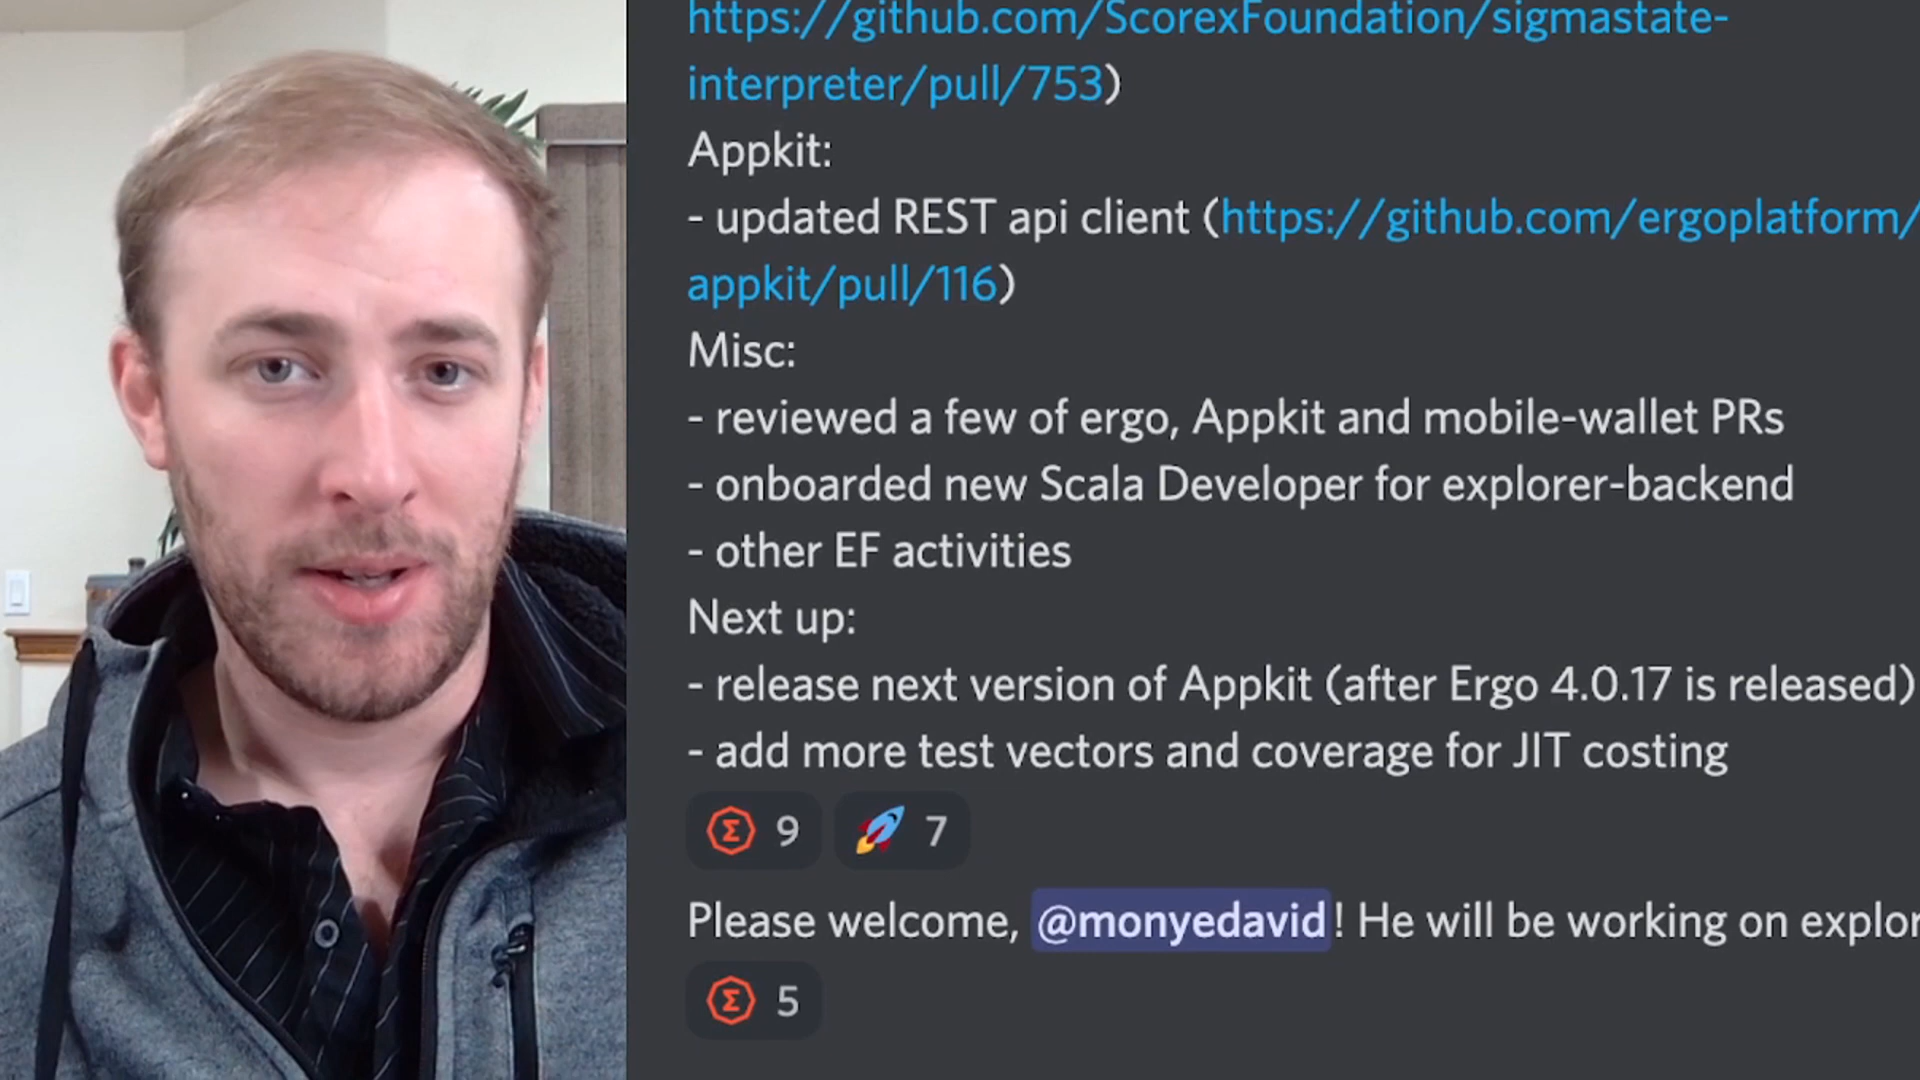 https://github.com/ScorexFoundation/sigmastate-
interpreter/pull/753)
Appkit:
- updated REST api client (https://github.com/ergoplatform/
appkit/pull/116)
Misc:
- reviewed a few of ergo, Appkit and mobile-wallet PRs
- onboarded new Scala Developer for explorer-backend
- other EF activities
Next up:
- release next version of Appkit (after Ergo 4.0.17 is released)
- add more test vectors and coverage for JIT costing
Σ 9 7
Please welcome, @monyedavid! He will be working on explor
Σ 5